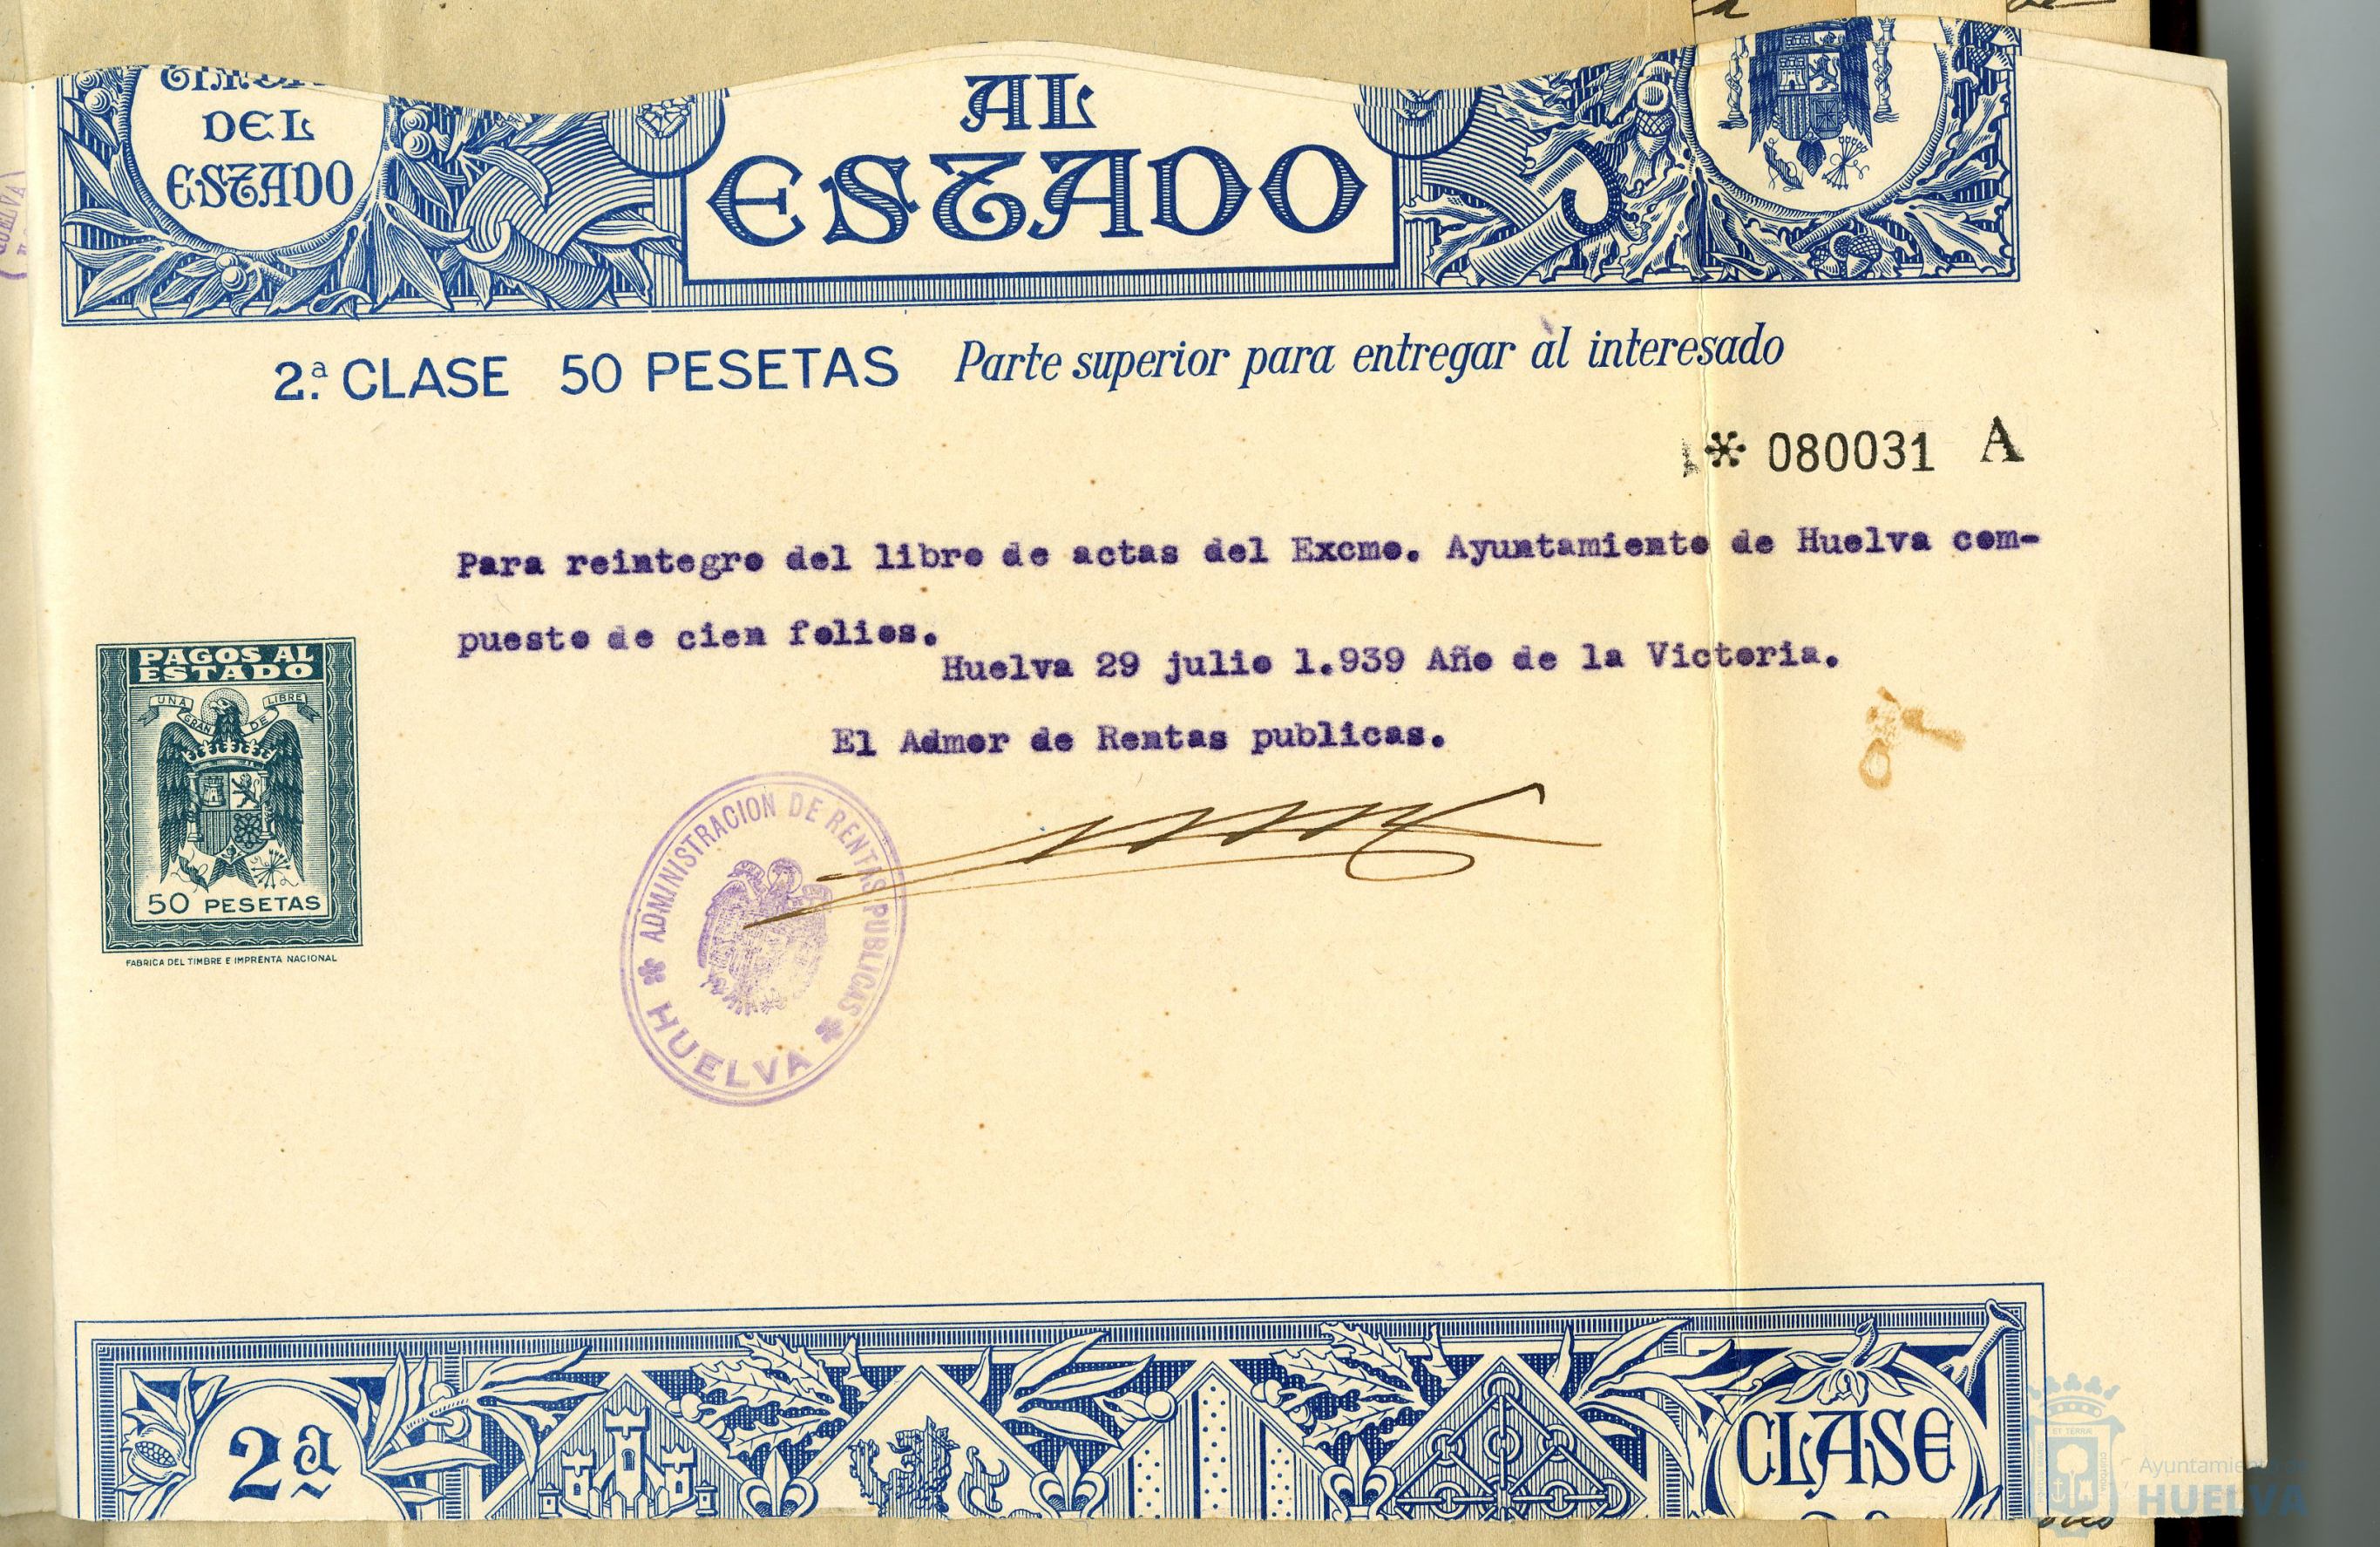 DEL
ESTADO
AL
ESTADO
2.ª CLASE 50 PESETAS Parte superior para entregar al interesado
* 080031 A
Para reintegro del libro de actas del Excmo. Ayuntamiento de Huelva com-
puesto de cien folios.
Huelva 29 julio 1.939 Año de la Victoria.
El Admor de Rentas publicas.
PAGOS AL
ESTADO
UNA GRANDE LIBRE
50 PESETAS
FABRICA DEL TIMBRE E IMPRENTA NACIONAL
* ADMINISTRACION DE RENTAS PUBLICAS *
HUELVA
2ª
CLASE
Ayuntamiento de
HUELVA